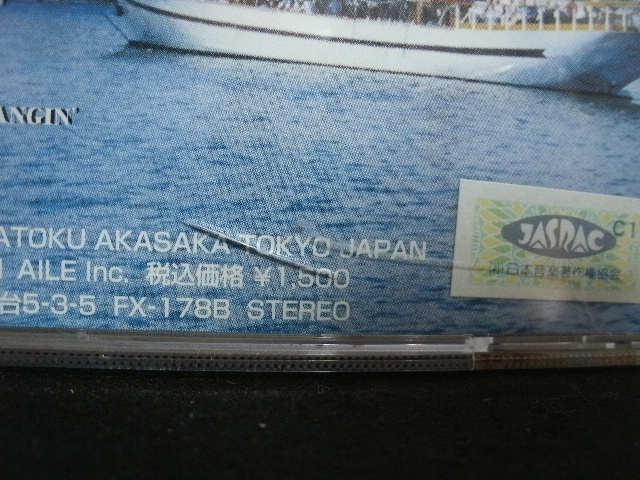 ANGIN'
ATOKU AKASAKA TOKYO JAPAN
AILE Inc. 税込価格 ¥1,500
台5-3-5 FX-178B STEREO
C1
JASRAC
日本音楽著作権協会